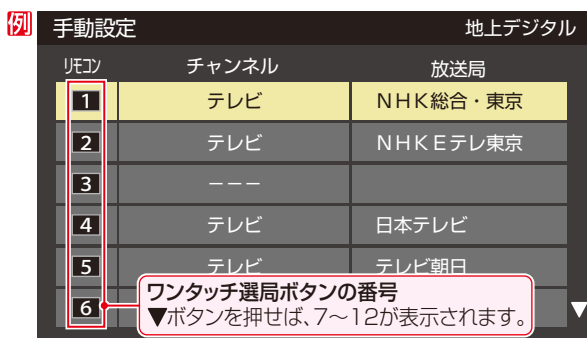 例
手動設定 地上デジタル
リモコン チャンネル 放送局
1 テレビ NHK総合・東京
2 テレビ NHKEテレ東京
3 ---
4 テレビ 日本テレビ
5 テレビ テレビ朝日
6
ワンタッチ選局ボタンの番号
▼ボタンを押せば、7～12が表示されます。
▼